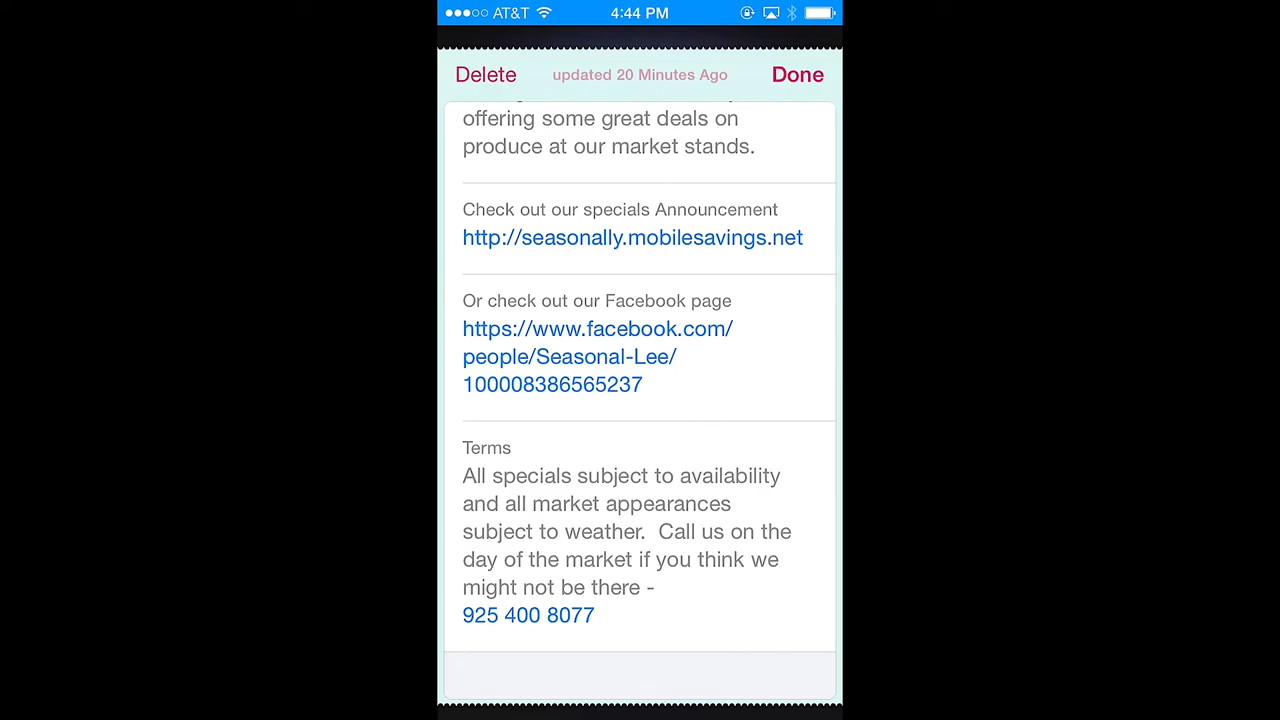 AT&T 4:44 PM
Delete updated 20 Minutes Ago Done
offering some great deals on
produce at our market stands.
Check out our specials Announcement
http://seasonally.mobilesavings.net
Or check out our Facebook page
https://www.facebook.com/
people/Seasonal-Lee/
100008386565237
Terms
All specials subject to availability
and all market appearances
subject to weather.  Call us on the
day of the market if you think we
might not be there -
925 400 8077